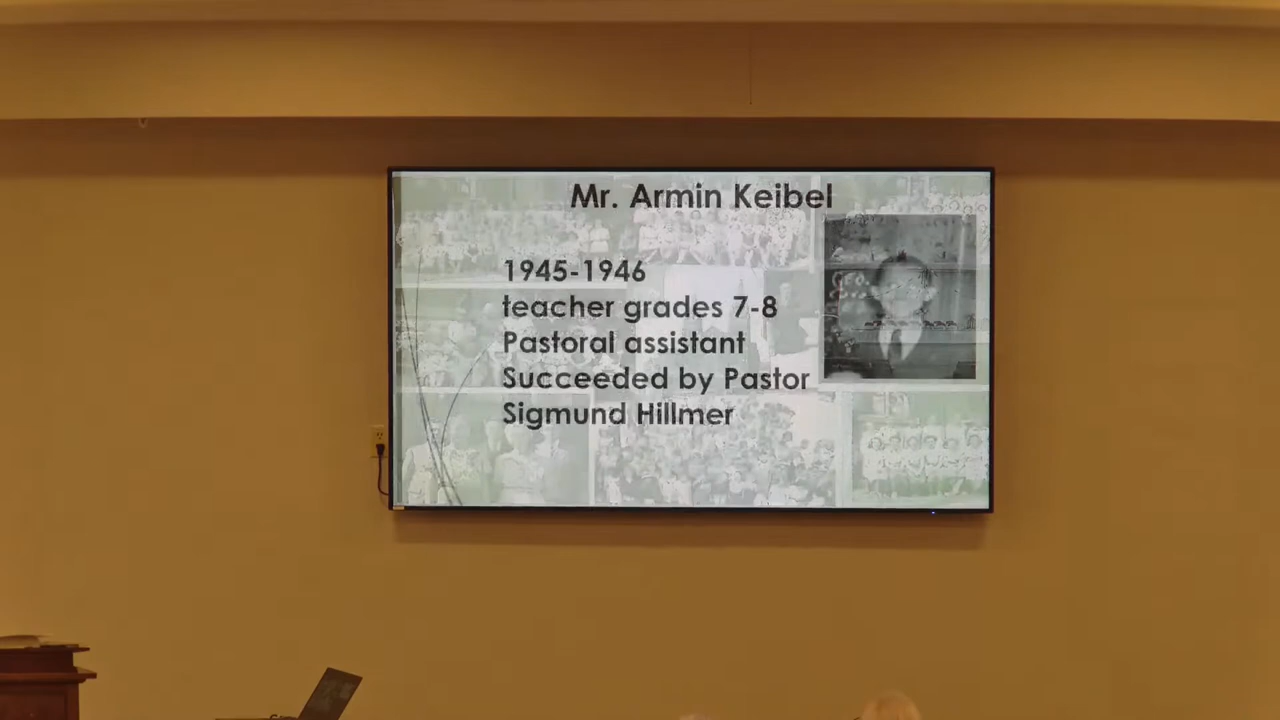 Mr. Armin Keibel
1945-1946
teacher grades 7-8
Pastoral assistant
Succeeded by Pastor
Sigmund Hillmer